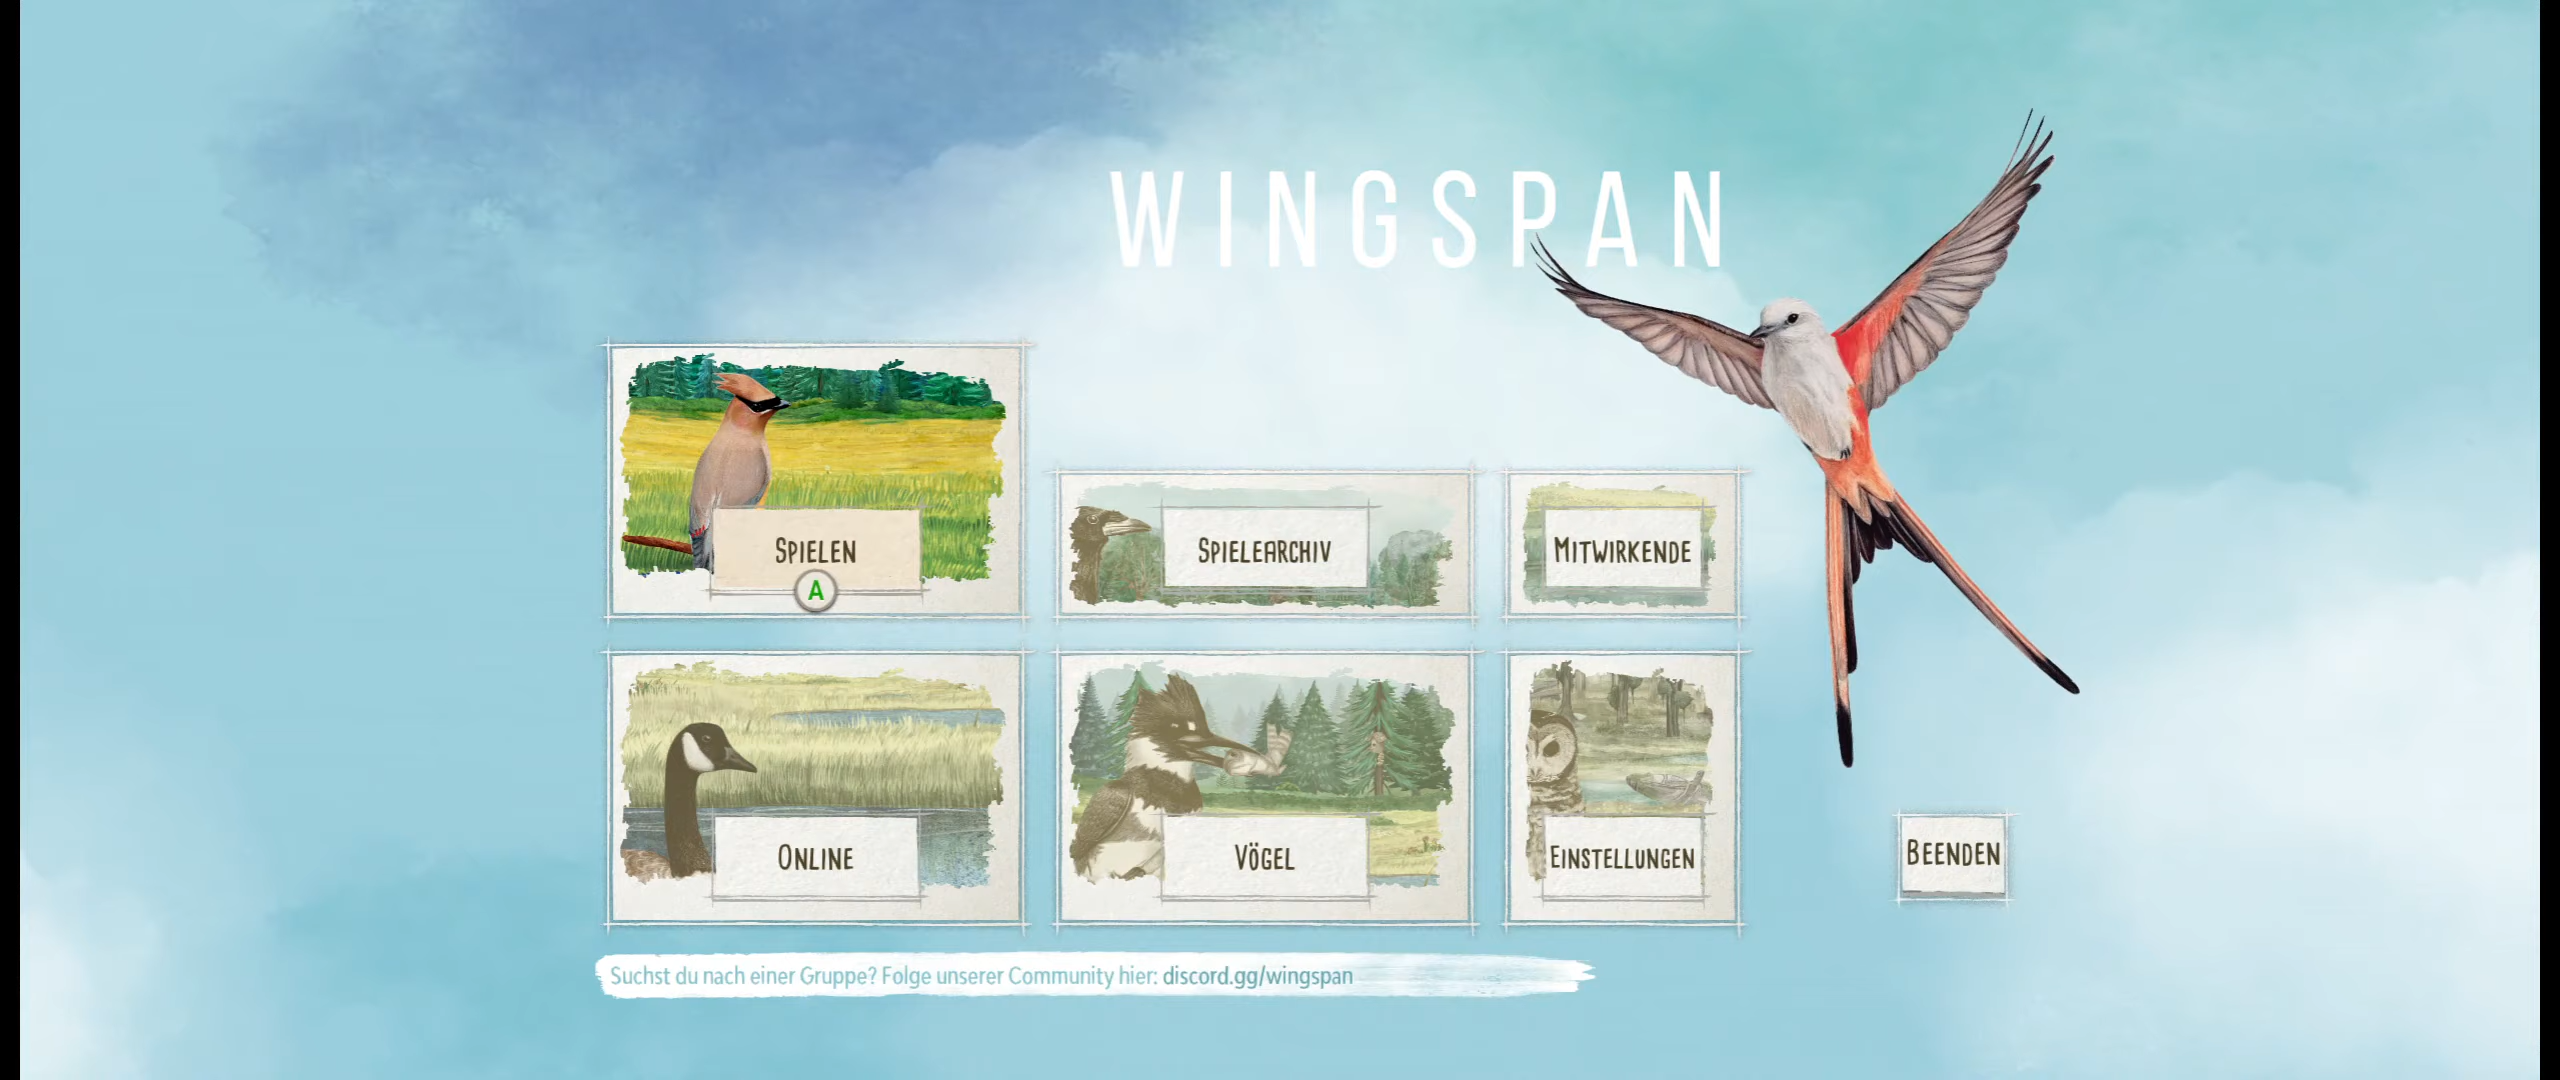 WINGSPAN
SPIELEN
A
SPIELEARCHIV
MITWIRKENDE
ONLINE
VÖGEL
EINSTELLUNGEN
BEENDEN
Suchst du nach einer Gruppe? Folge unserer Community hier: discord.gg/wingspan